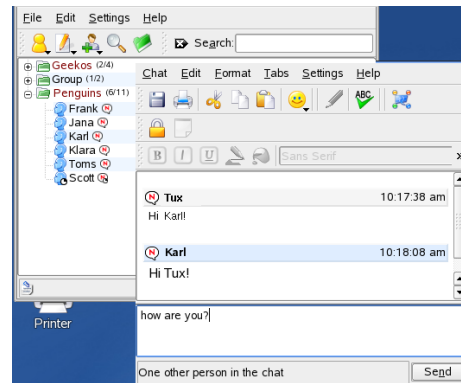 File Edit Settings Help
Search:
Geekos (2/4)
Group (1/2)
Penguins (6/11)
Frank
Jana
Karl
Klara
Toms
Scott
Printer
Chat Edit Format Tabs Settings Help
ABC
B I U Sans Serif »
N Tux 10:17:38 am
Hi Karl!
N Karl 10:18:08 am
Hi Tux!
how are you?
One other person in the chat Send